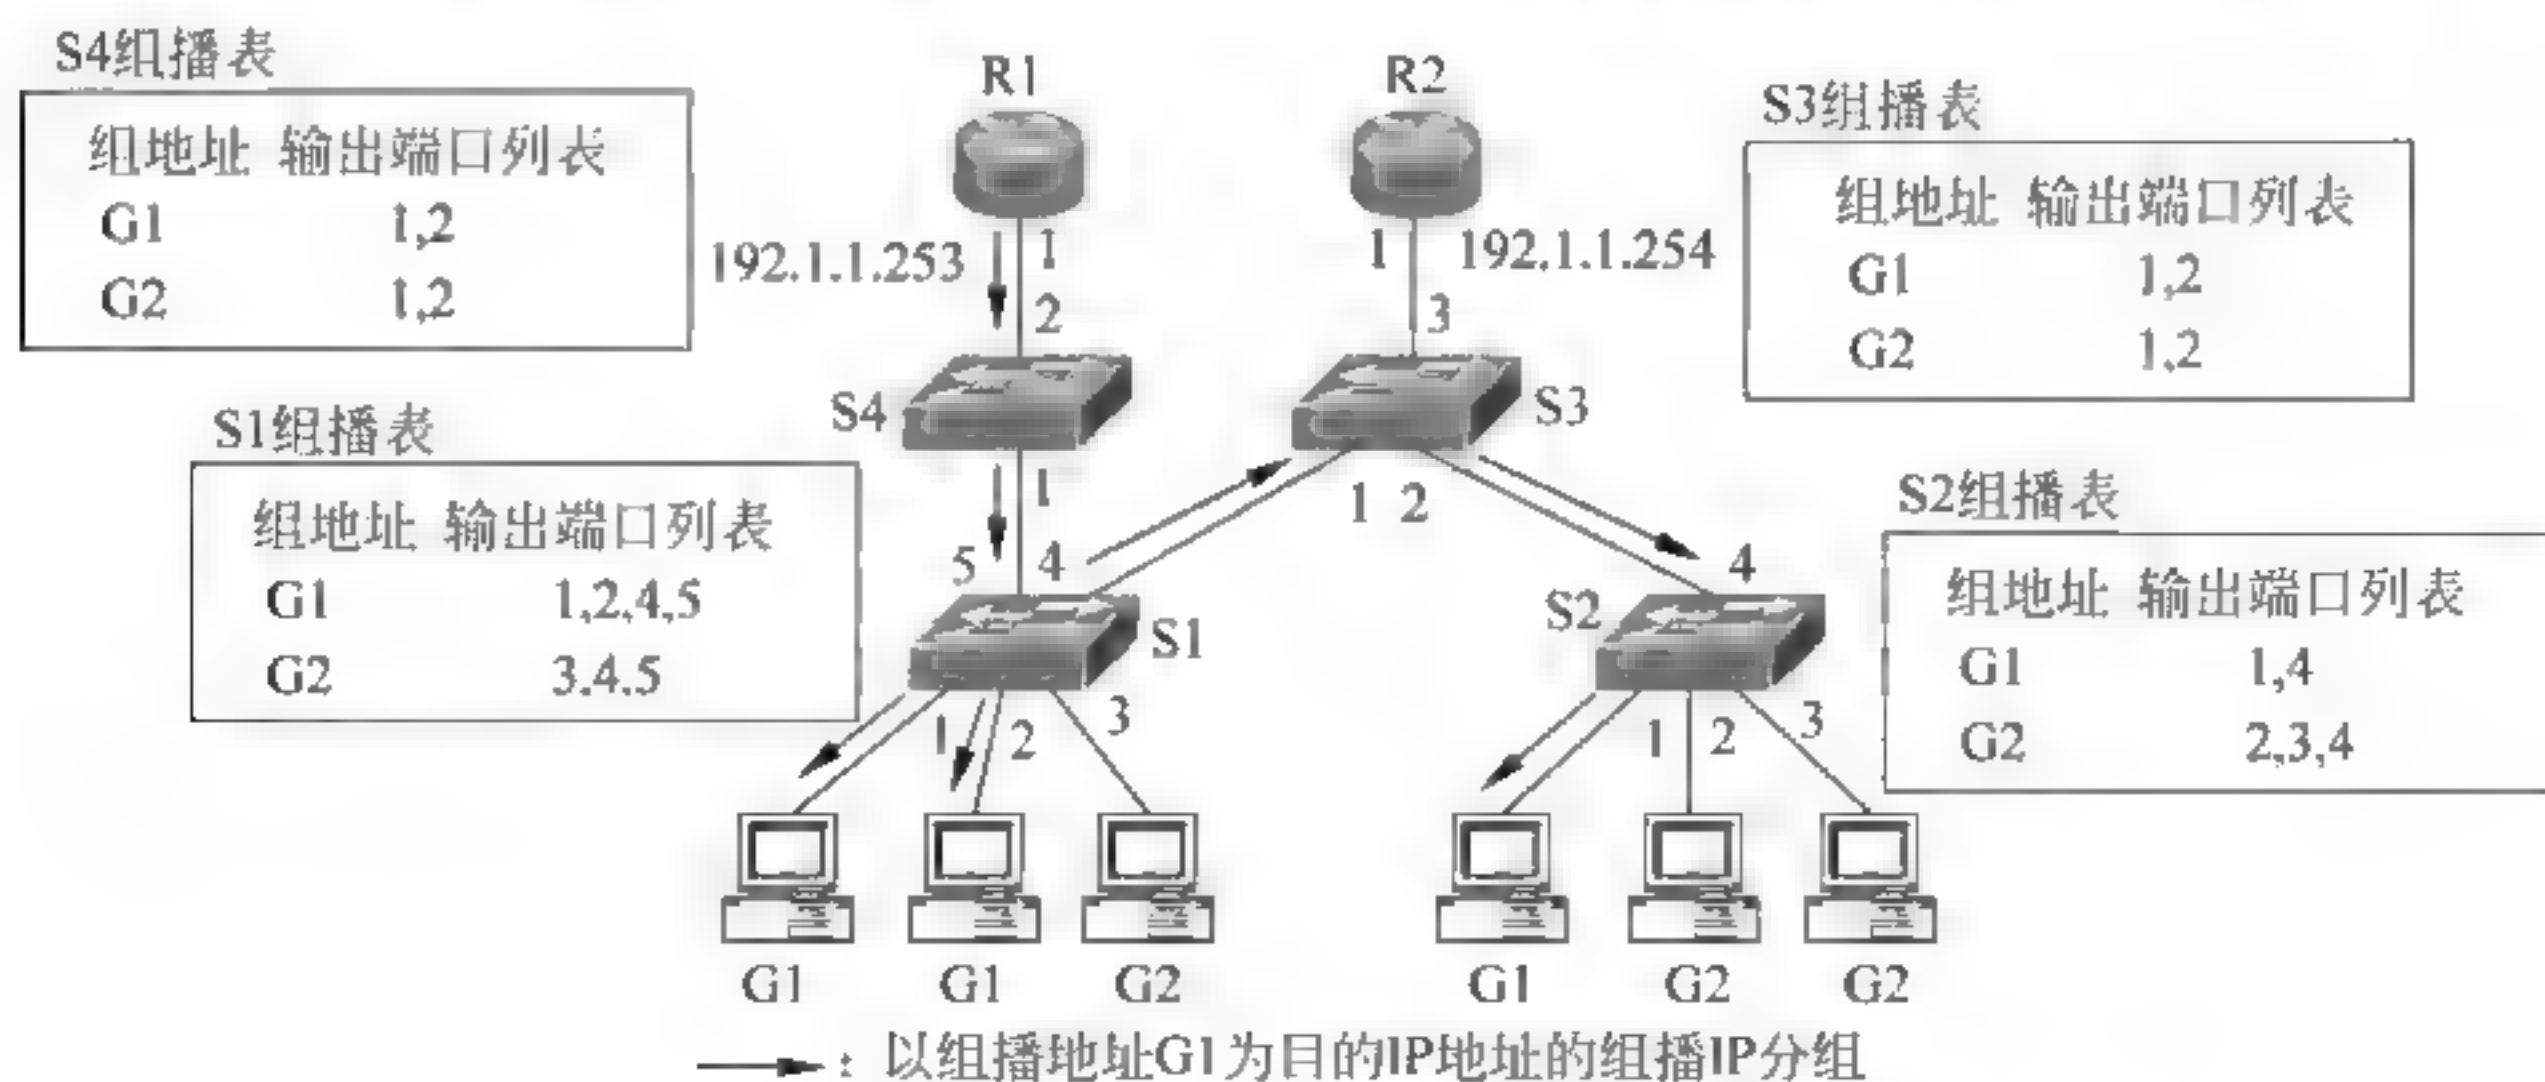 S4组播表
组地址 输出端口列表
G1 1,2
G2 1,2
R1
R2
S3组播表
组地址 输出端口列表
G1 1,2
G2 1,2
192.1.1.253
1
1
192.1.1.254
2
3
S4
S3
S1组播表
组地址 输出端口列表
G1 1,2,4,5
G2 3.4.5
1
1 2
5 4
4
S2组播表
组地址 输出端口列表
G1 1,4
G2 2,3,4
S1
S2
1 2 3
1 2 3
G1 G1 G2
G1 G2 G2
: 以组播地址G1为目的IP地址的组播IP分组